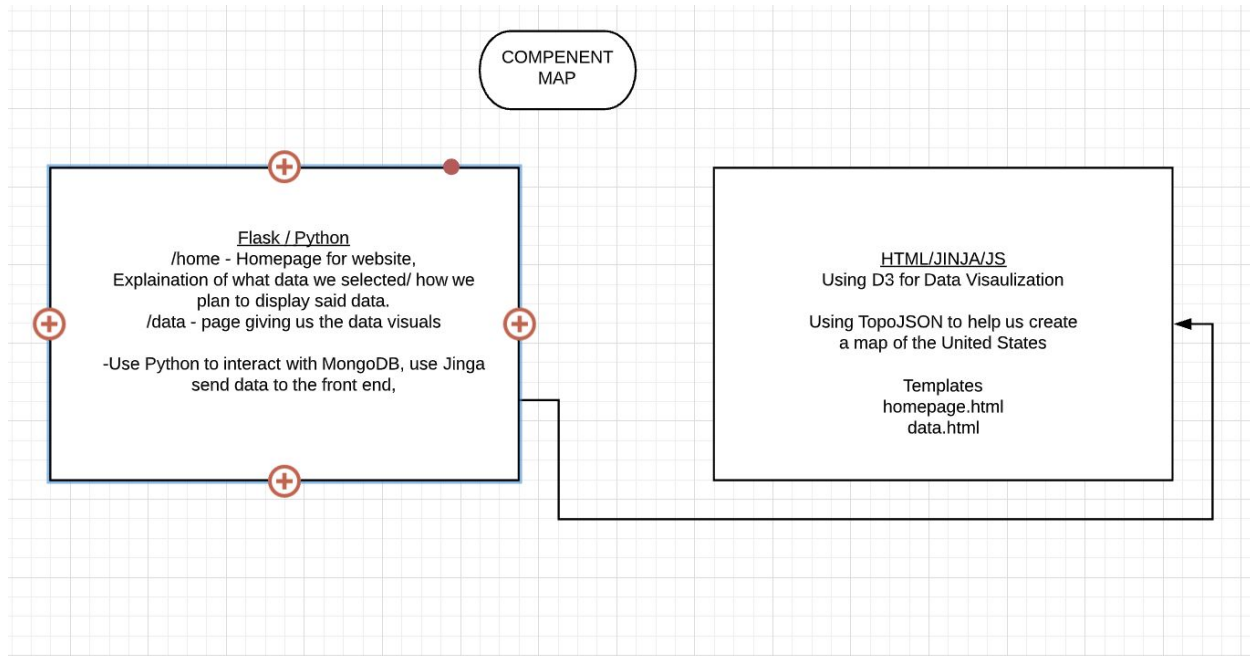 COMPENENT
MAP
Flask / Python
/home - Homepage for website,
Explaination of what data we selected/ how we
plan to display said data.
/data - page giving us the data visuals
-Use Python to interact with MongoDB, use Jinga
send data to the front end,
HTML/JINJA/JS
Using D3 for Data Visaulization
Using TopoJSON to help us create
a map of the United States
Templates
homepage.html
data.html